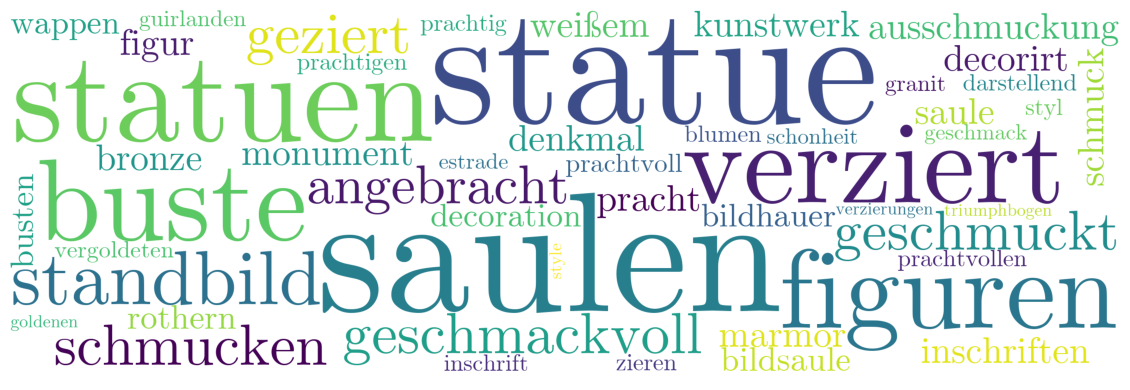 wappen
guirlanden
figur
geziert
prachtig
weißem
kunstwerk
ausschmuckung
prachtigen
decorirt
statuen
statue
granit
darstellend
schmuck
saule
styl
denkmal
blumen
schonheit
geschmack
bronze
monument
estrade
prachtvoll
verziert
buste
angebracht
pracht
busten
decoration
bildhauer
verzierungen
triumphbogen
geschmuckt
vergoldeten
style
saulen
prachtvollen
standbild
figuren
goldenen
rothern
schmucken
geschmackvoll
marmor
inschriften
inschrift
zieren
bildsaule